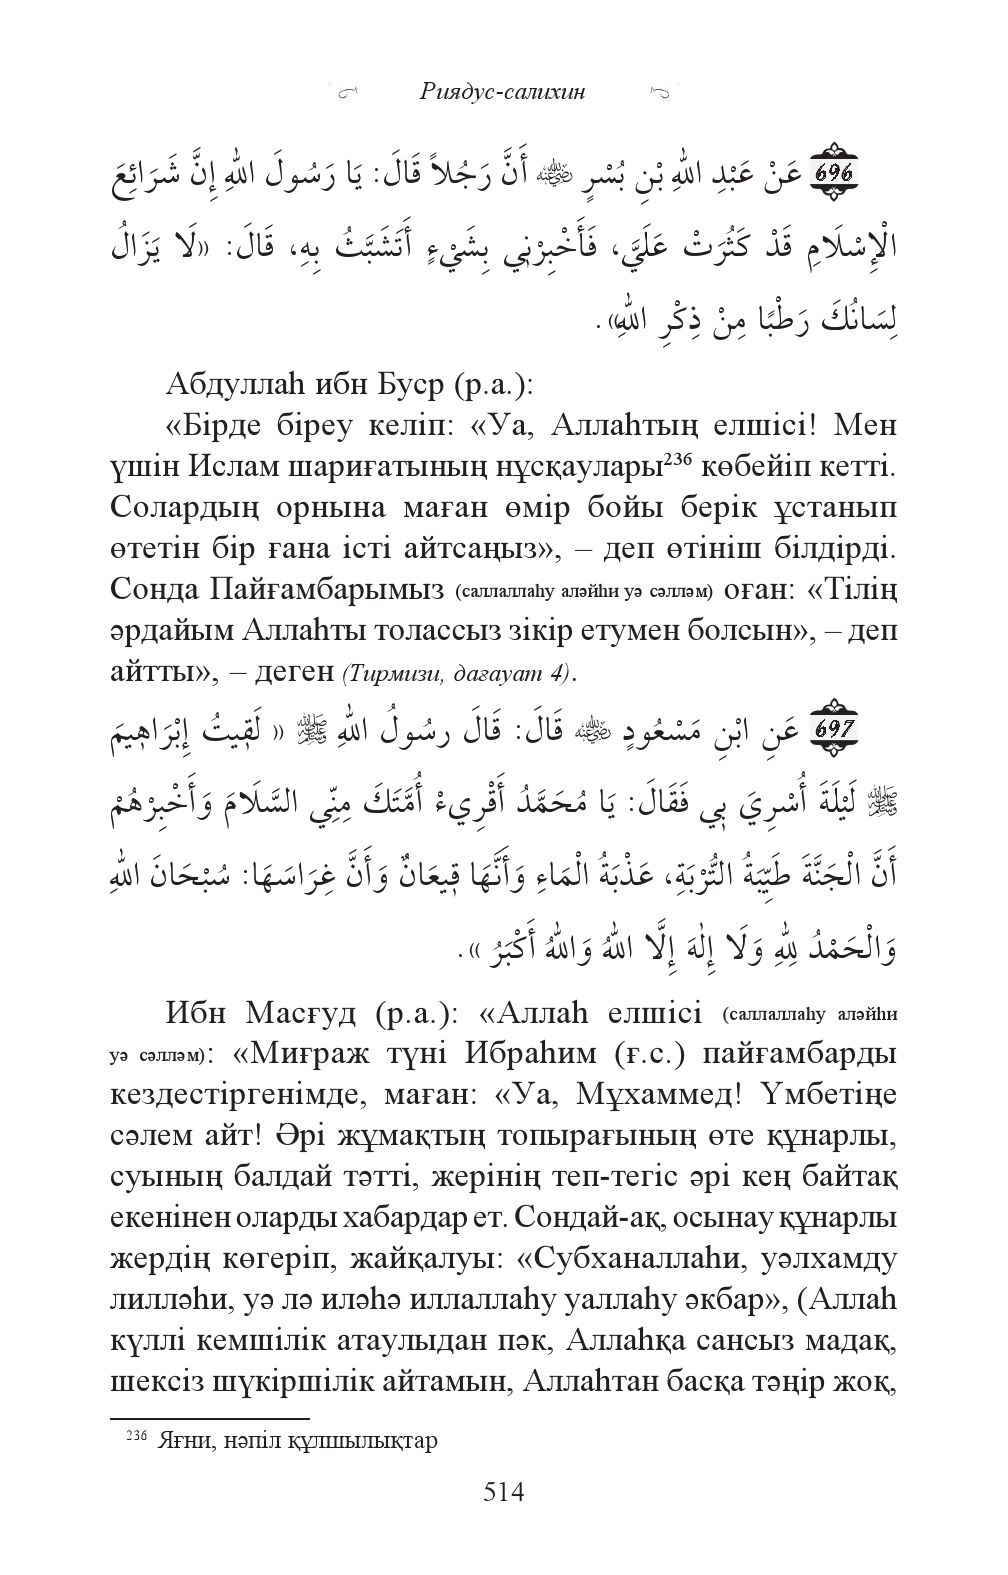 Риядус-салихин
696 عَنْ عَبْدِ اللهِ بْنِ بُسْرٍ ﷺ أَنَّ رَجُلاً قَالَ: يَا رَسُولَ اللهِ إِنَّ شَرَائِعَ
الْإِسْلَامِ قَدْ كَثُرَتْ عَلَيَّ، فَأَخْبِرْنِي بِشَيْءٍ أَتَشَبَّثُ بِهِ، قَالَ: «لَا يَزَالُ
لِسَانُكَ رَطْبًا مِنْ ذِكْرِ اللهِ».
Абдуллаһ ибн Буср (р.а.):
«Бірде біреу келіп: «Уа, Аллаһтың елшісі! Мен
үшін Ислам шариғатының нұсқаулары²³⁶ көбейіп кетті.
Солардың орнына маған өмір бойы берік ұстанып
өтетін бір ғана істі айтсаңыз», – деп өтініш білдірді.
Сонда Пайғамбарымыз (саллаллаһу аләйһи уә сәлләм) оған: «Тілің
әрдайым Аллаһты толассыз зікір етумен болсын», – деп
айтты», – деген (Тирмизи, дағауат 4).
697 عَنِ ابْنِ مَسْعُودٍ قَالَ: قَالَ رسُولُ اللهِ ﷺ « لَقِيتُ إِبْرَاهِيمَ
ﷺ لَيْلَةَ أُسْرِيَ بِي فَقَالَ: يَا مُحَمَّدُ أَقْرِيءْ أُمَّتَكَ مِنِّي السَّلَامَ وَأَخْبِرْهُمْ
أَنَّ الْجَنَّةَ طَيِّبَةُ التُّرْبَةِ، عَذْبَةُ الْمَاءِ وَأَنَّهَا قِيعَانٌ وَأَنَّ غِرَاسَهَا: سُبْحَانَ اللهِ
وَالْحَمْدُ لِلهِ وَلَا إِلٰهَ إِلَّا اللهُ وَاللهُ أَكْبَرُ ».
Ибн Масғуд (р.а.): «Аллаһ елшісі (саллаллаһу аләйһи
уә сәлләм): «Миғраж түні Ибраһим (ғ.с.) пайғамбарды
кездестіргенімде, маған: «Уа, Мұхаммед! Үмбетіңе
сәлем айт! Әрі жұмақтың топырағының өте құнарлы,
суының балдай тәтті, жерінің теп-тегіс әрі кең байтақ
екенінен оларды хабардар ет. Сондай-ақ, осынау құнарлы
жердің көгеріп, жайқалуы: «Субханаллаһи, уәлхамду
лилләһи, уә лә иләһә иллаллаһу уаллаһу әкбар», (Аллаһ
күллі кемшілік атаулыдан пәк, Аллаһқа сансыз мадақ,
шексіз шүкіршілік айтамын, Аллаһтан басқа тәңір жоқ,
²³⁶ Яғни, нәпіл құлшылықтар
514